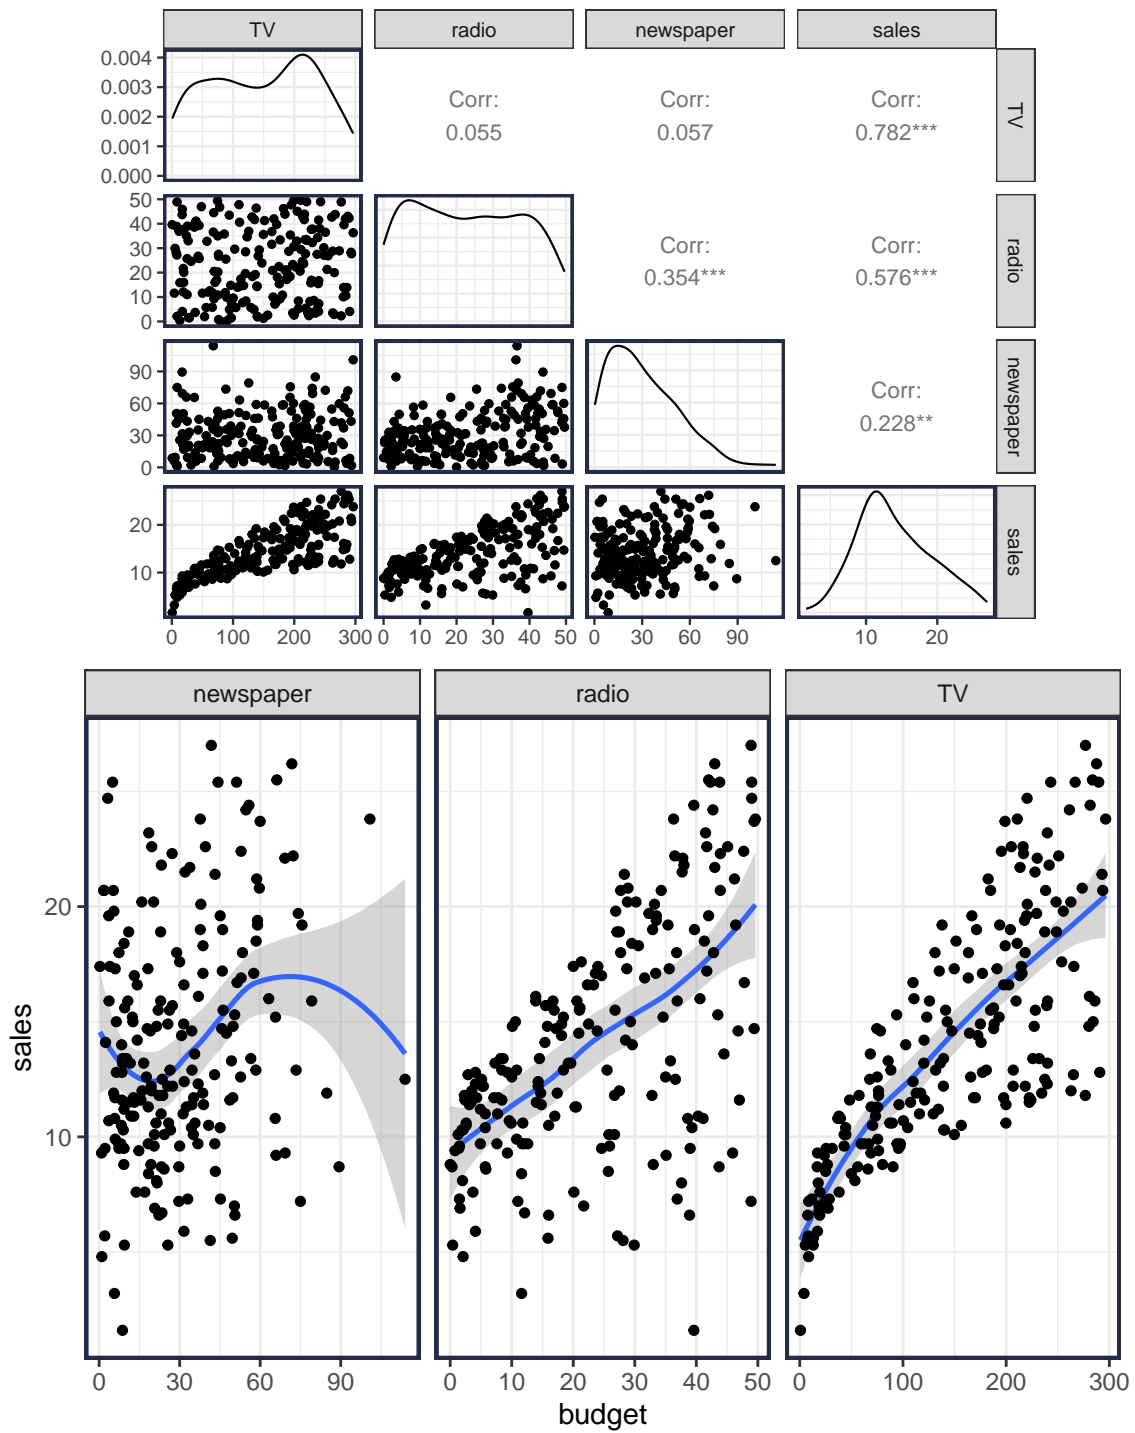 TV radio newspaper sales
0.004
0.003
0.002
0.001
0.000
Corr:
0.055
Corr:
0.057
Corr:
0.782***
TV
50
40
30
20
10
0
Corr:
0.354***
Corr:
0.576***
radio
90
60
30
0
Corr:
0.228**
newspaper
20
10
sales
0 100 200 300 0 10 20 30 40 50 0 30 60 90 10 20
newspaper radio TV
sales
20
10
0 30 60 90 0 10 20 30 40 50 0 100 200 300
budget